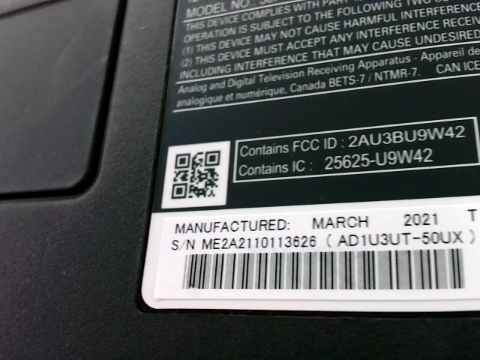 MODEL NO
THIS DEVICE COMPLIES WITH PART
OPERATION IS SUBJECT TO THE FOLLOWING
(1) THIS DEVICE MAY NOT CAUSE HARMFUL INTERFERENCE
(2) THIS DEVICE MUST ACCEPT ANY INTERFERENCE RECEIV
INCLUDING INTERFERENCE THAT MAY CAUSE UNDESIRED
Analog and Digital Television Receiving Apparatus - Appareil de
analogique et numérique, Canada BETS-7 / NTMR-7. CAN ICE
Contains FCC ID : 2AU3BU9W42
Contains IC : 25625-U9W42
MANUFACTURED: MARCH 2021 T
S/N ME2A2110113626 ( AD1U3UT-50UX )